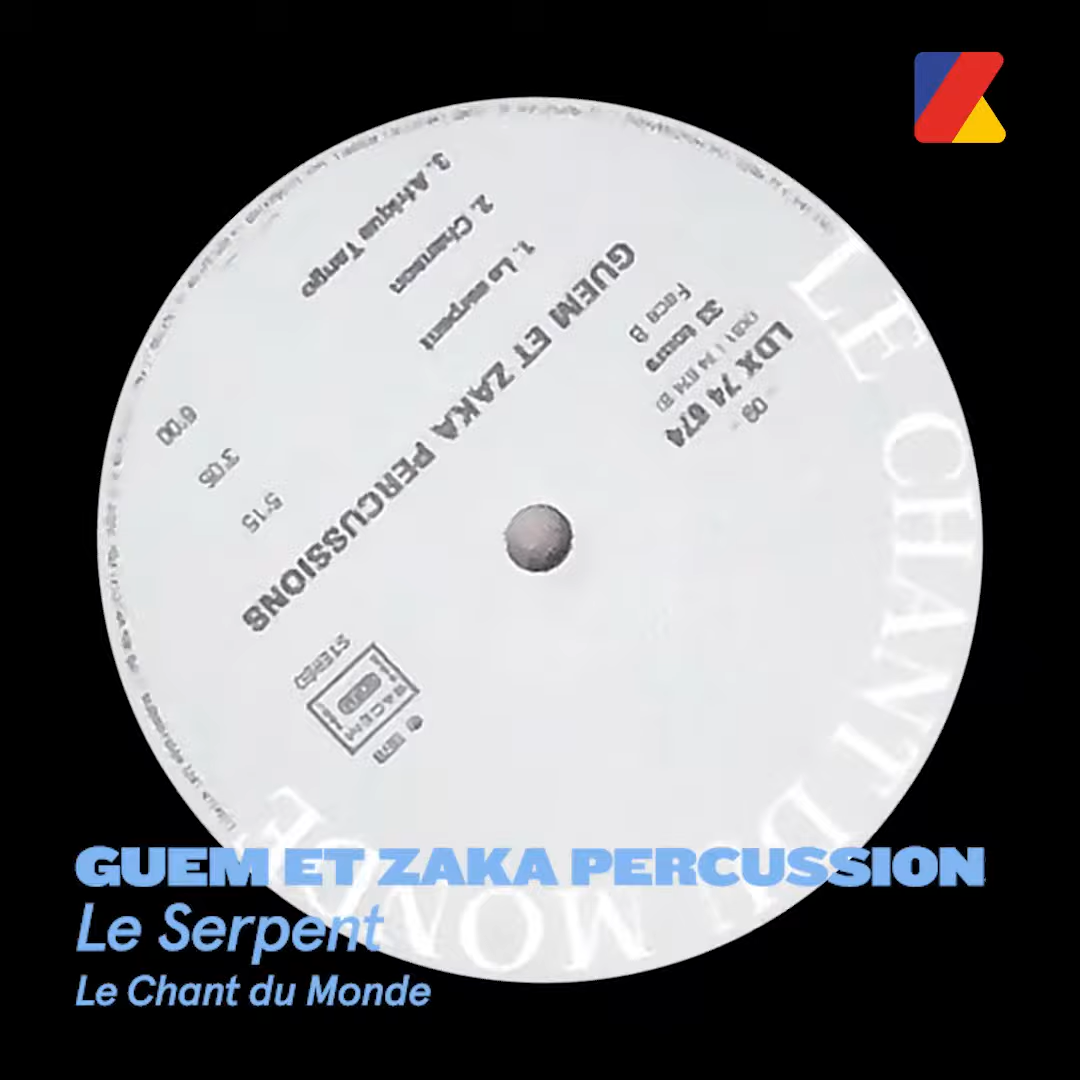 LE CHANT DU MONDE
LDX 74 674
33 tours
Face B
GUEM ET ZAKA PERCUSSIONS
1. Le serpent 5'15
2. Chanson 3'05
3. Afrique Tango 6'00
STEREO
SACEM
GUEM ET ZAKA PERCUSSION
Le Serpent
Le Chant du Monde